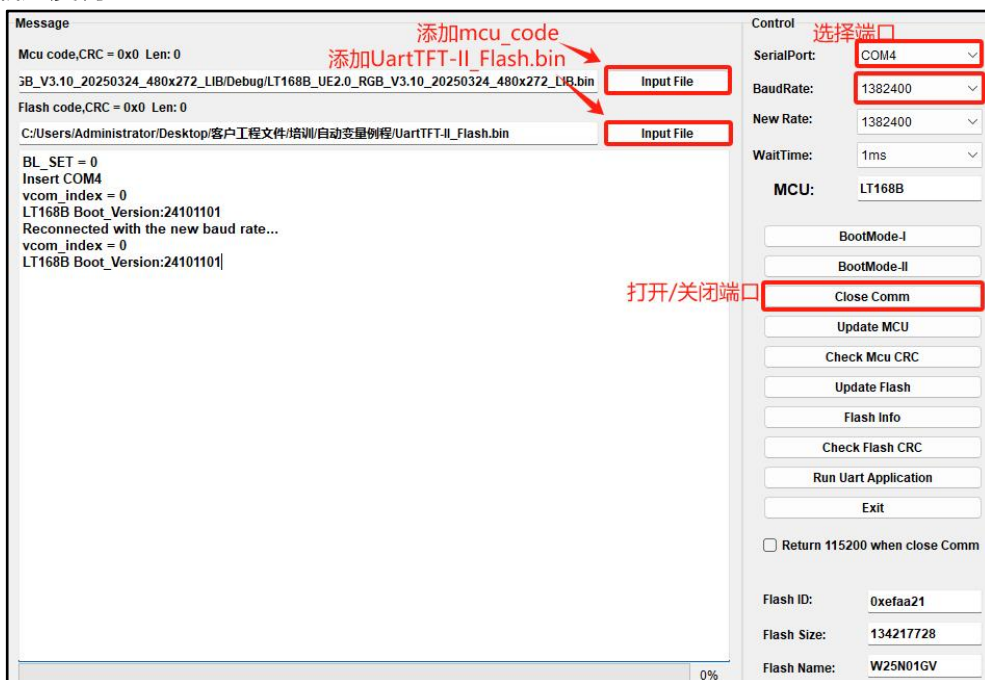 Message
添加mcu_code
Mcu code,CRC = 0x0 Len: 0
添加UartTFT-II_Flash.bin
3B_V3.10_20250324_480x272_LIB/Debug/LT168B_UE2.0_RGB_V3.10_20250324_480x272_LIB.bin
Input File
Flash code,CRC = 0x0 Len: 0
C:/Users/Administrator/Desktop/客户工程文件/培训/自动变量例程/UartTFT-II_Flash.bin
Input File
BL_SET = 0
Insert COM4
vcom_index = 0
LT168B Boot_Version:24101101
Reconnected with the new baud rate...
vcom_index = 0
LT168B Boot_Version:24101101
0%
Control
选择端口
SerialPort: COM4
BaudRate: 1382400
New Rate: 1382400
WaitTime: 1ms
MCU: LT168B
BootMode-I
BootMode-II
打开/关闭端口
Close Comm
Update MCU
Check Mcu CRC
Update Flash
Flash Info
Check Flash CRC
Run Uart Application
Exit
Return 115200 when close Comm
Flash ID: 0xefaa21
Flash Size: 134217728
Flash Name: W25N01GV